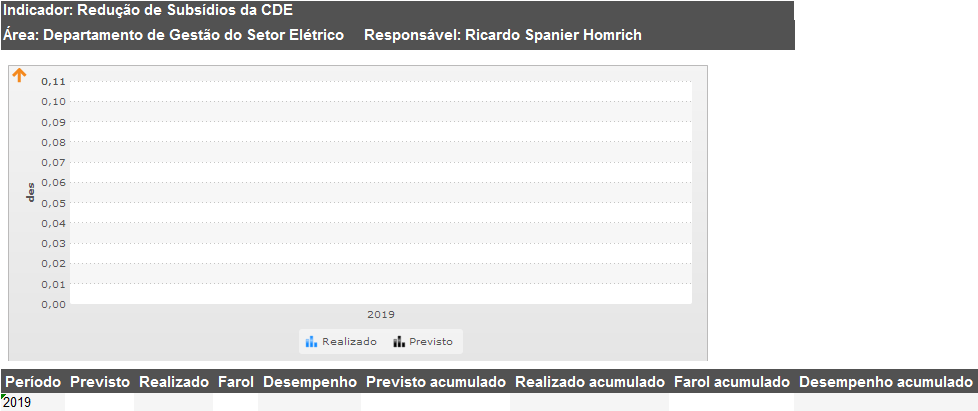 Indicador: Redução de Subsídios da CDE
Área: Departamento de Gestão do Setor Elétrico Responsável: Ricardo Spanier Homrich
0,11
0,10
0,09
0,08
0,07
des
0,06
0,05
0,04
0,03
0,02
0,01
0,00
2019
Realizado Previsto
Período Previsto Realizado Farol Desempenho Previsto acumulado Realizado acumulado Farol acumulado Desempenho acumulado
2019